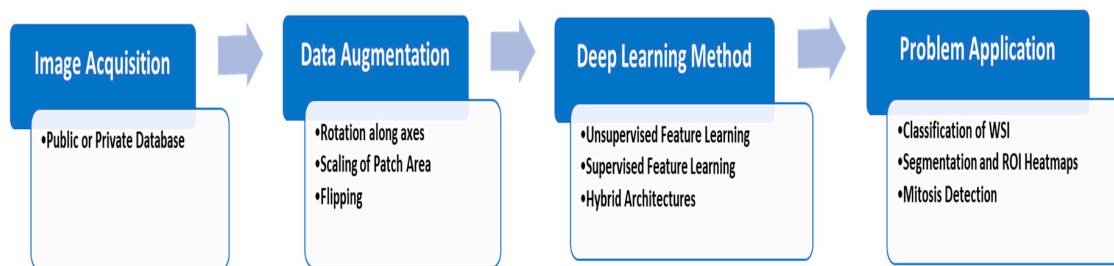 Image Acquisition
•Public or Private Database
Data Augmentation
•Rotation along axes
•Scaling of Patch Area
•Flipping
Deep Learning Method
•Unsupervised Feature Learning
•Supervised Feature Learning
•Hybrid Architectures
Problem Application
•Classification of WSI
•Segmentation and ROI Heatmaps
•Mitosis Detection